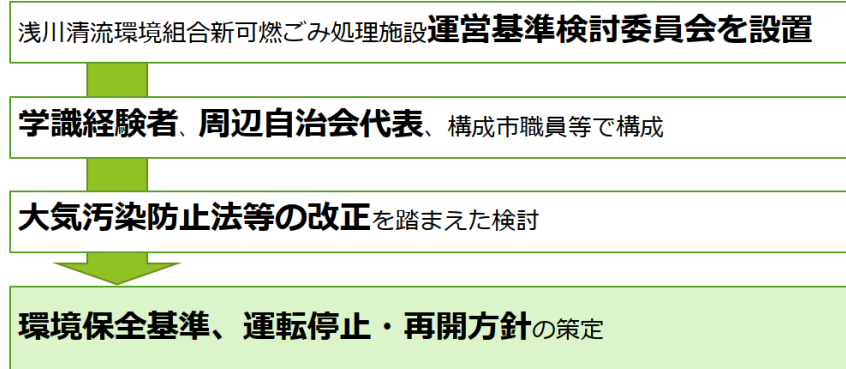 浅川清流環境組合新可燃ごみ処理施設運営基準検討委員会を設置
学識経験者、周辺自治会代表、構成市職員等で構成
大気汚染防止法等の改正を踏まえた検討
環境保全基準、運転停止・再開方針の策定